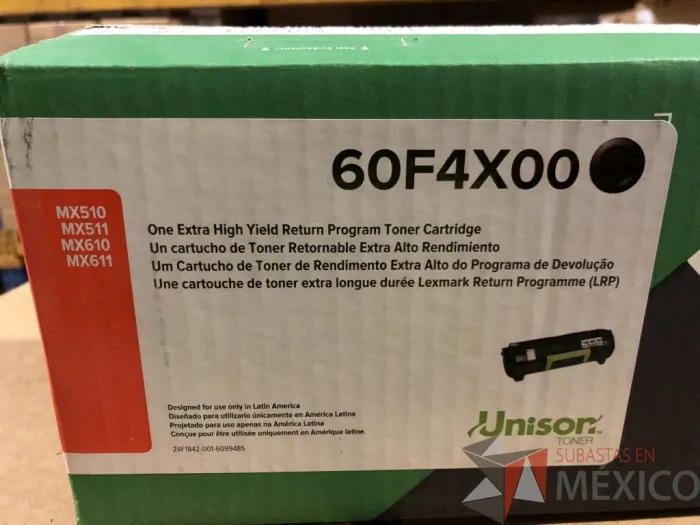 60F4X00
MX510
MX511
MX610
MX611
One Extra High Yield Return Program Toner Cartridge
Un cartucho de Toner Retornable Extra Alto Rendimiento
Um Cartucho de Toner de Rendimento Extra Alto do Programa de Devolução
Une cartouche de toner extra longue durée Lexmark Return Programme (LRP)
Designed for use only in Latin America
Diseñado para utilizarlo únicamente en América Latina
Projetado para uso apenas na América Latina
Conçue pour être utilisée uniquement en Amérique latine.
24F1842-001-6099485
Unison™
TONER
SUBASTAS EN
MÉXICO